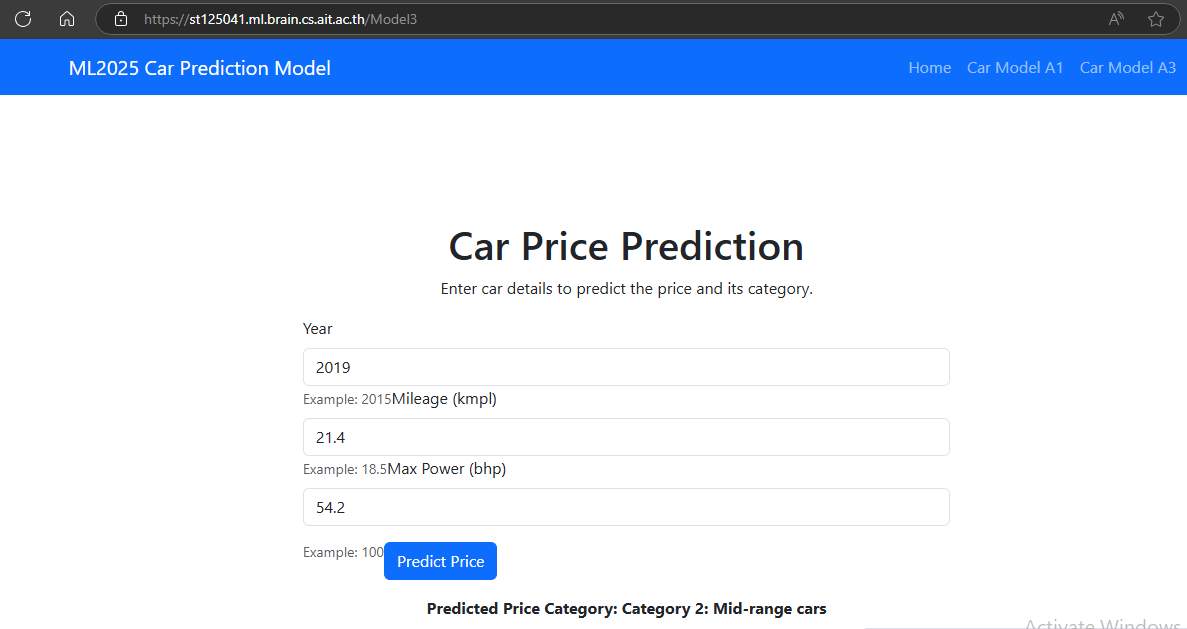 https://st125041.ml.brain.cs.ait.ac.th/Model3
ML2025 Car Prediction Model Home Car Model A1 Car Model A3
Car Price Prediction
Enter car details to predict the price and its category.
Year
2019
Example: 2015Mileage (kmpl)
21.4
Example: 18.5Max Power (bhp)
54.2
Example: 100 Predict Price
Predicted Price Category: Category 2: Mid-range cars
Activate Windows